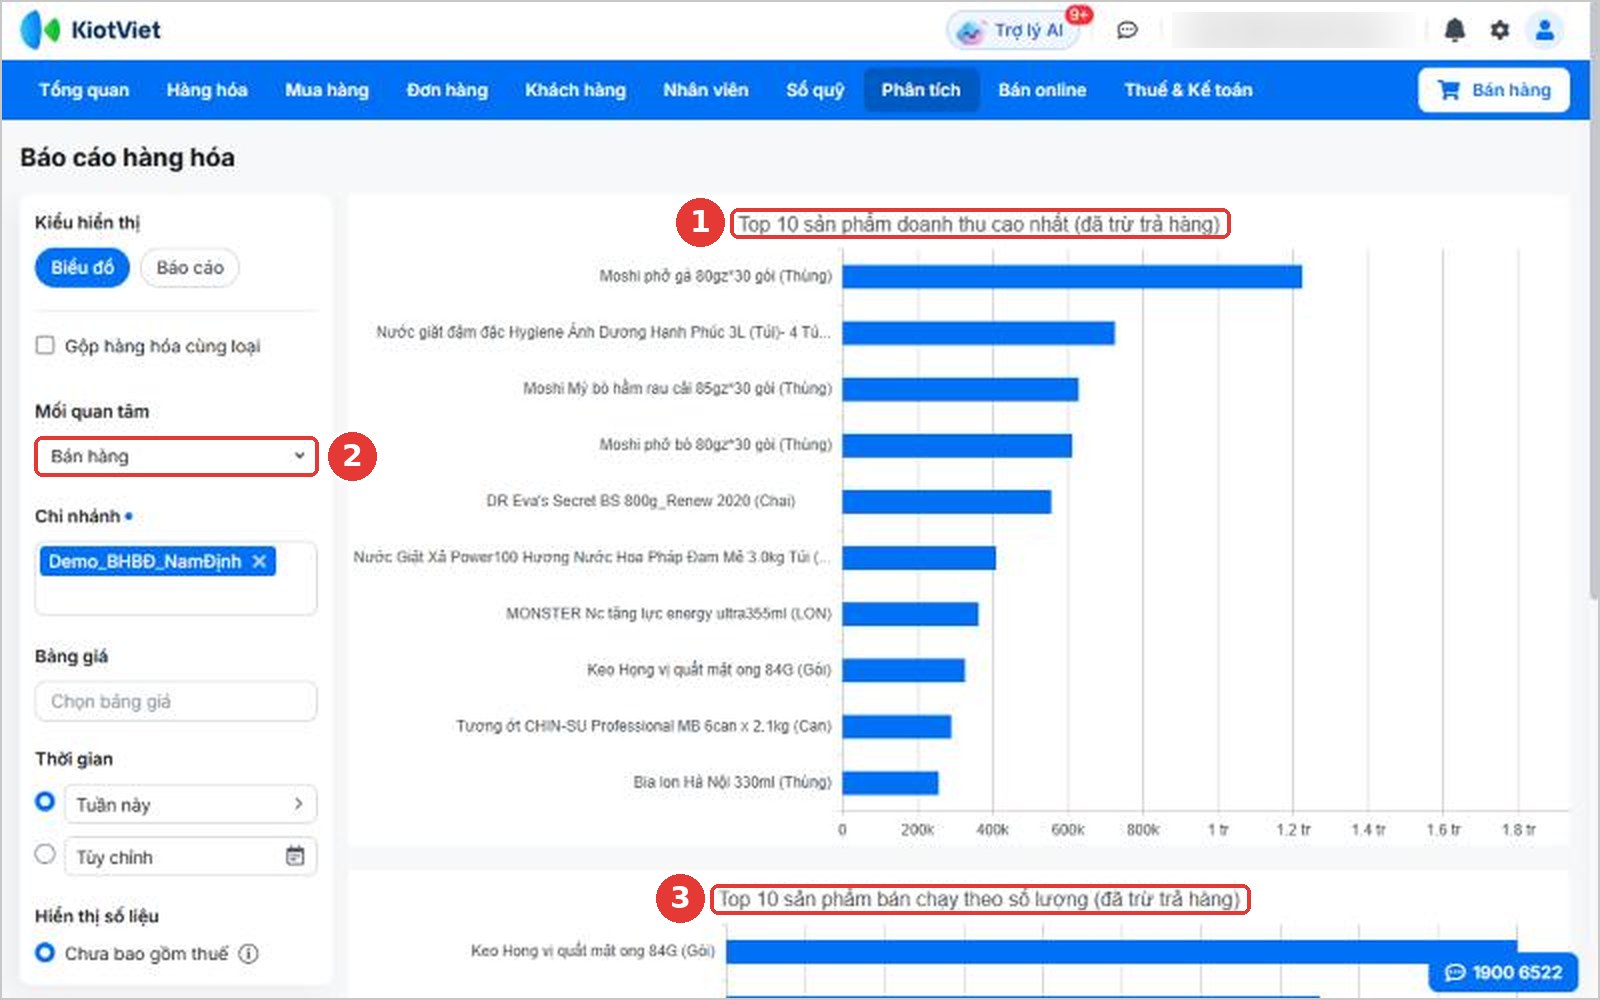 KiotViet
Trợ lý AI
9+
Tổng quan
Hàng hóa
Mua hàng
Đơn hàng
Khách hàng
Nhân viên
Sổ quỹ
Phân tích
Bán online
Thuế & Kế toán
Bán hàng
Báo cáo hàng hóa
Kiểu hiển thị
Biểu đồ
Báo cáo
Gộp hàng hóa cùng loại
Mối quan tâm
Bán hàng
2
Chi nhánh
Demo_BHBĐ_NamĐịnh
Bảng giá
Chọn bảng giá
Thời gian
Tuần này
Tùy chỉnh
Hiển thị số liệu
Chưa bao gồm thuế
1
Top 10 sản phẩm doanh thu cao nhất (đã trừ trả hàng)
Moshi phở gà 80gz*30 gói (Thùng)
Nước giặt đậm đặc Hygiene Ánh Dương Hạnh Phúc 3L (Túi)- 4 Tú...
Moshi Mỳ bò hầm rau cải 85gz*30 gói (Thùng)
Moshi phở bò 80gz*30 gói (Thùng)
DR Eva's Secret BS 800g_Renew 2020 (Chai)
Nước Giặt Xả Power100 Hương Nước Hoa Pháp Đam Mê 3.0kg Túi (...
MONSTER Nc tăng lực energy ultra355ml (LON)
Keo Họng vị quất mật ong 84G (Gói)
Tương ớt CHIN-SU Professional MB 6can x 2.1kg (Can)
Bia lon Hà Nội 330ml (Thùng)
0
200k
400k
600k
800k
1 tr
1.2 tr
1.4 tr
1.6 tr
1.8 tr
3
Top 10 sản phẩm bán chạy theo số lượng (đã trừ trả hàng)
Keo Họng vị quất mật ong 84G (Gói)
1900 6522